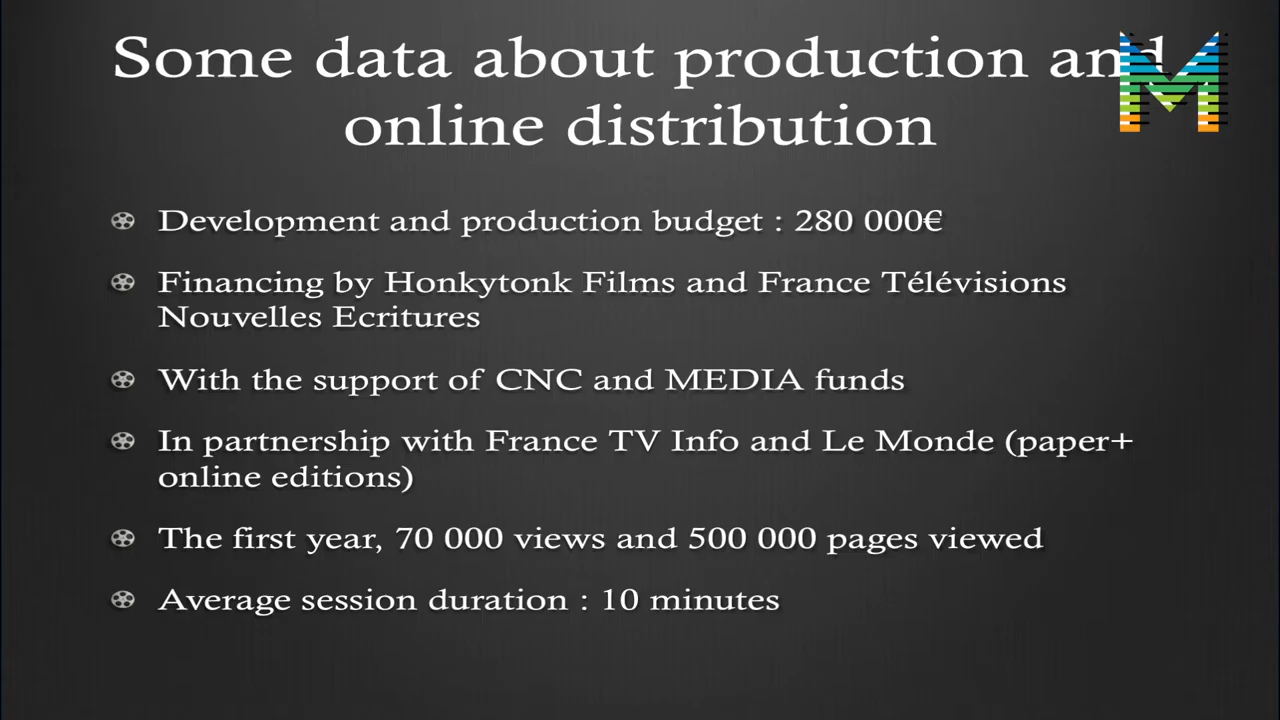 Some data about production and
online distribution
Development and production budget : 280 000€
Financing by Honkytonk Films and France Télévisions
Nouvelles Ecritures
With the support of CNC and MEDIA funds
In partnership with France TV Info and Le Monde (paper+
online editions)
The first year, 70 000 views and 500 000 pages viewed
Average session duration : 10 minutes